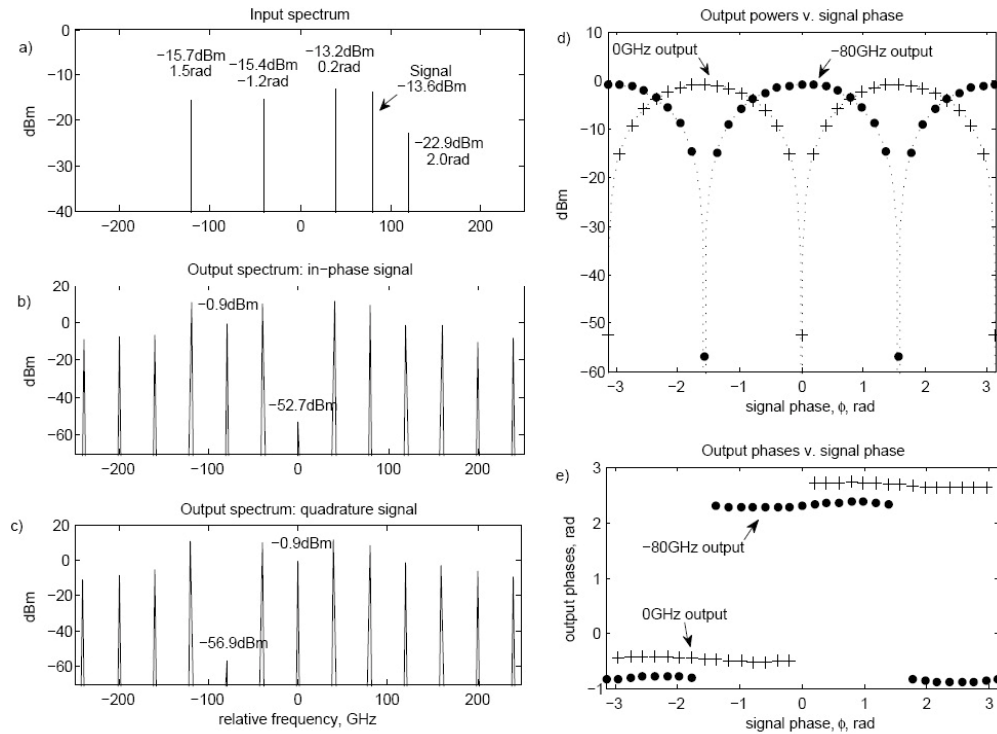 Input spectrum
a)
0
−10
−20
−30
−40
dBm
−15.7dBm
1.5rad
−15.4dBm
−1.2rad
−13.2dBm
0.2rad
Signal
−13.6dBm
−22.9dBm
2.0rad
−200 −100 0 100 200
Output spectrum: in-phase signal
b)
20
0
−20
−40
−60
dBm
−0.9dBm
−52.7dBm
−200 −100 0 100 200
Output spectrum: quadrature signal
c)
20
0
−20
−40
−60
dBm
−0.9dBm
−56.9dBm
−200 −100 0 100 200
relative frequency, GHz
Output powers v. signal phase
d)
10
0
−10
−20
−30
−40
−50
−60
dBm
0GHz output
−80GHz output
−3 −2 −1 0 1 2 3
signal phase, ϕ, rad
Output phases v. signal phase
e)
3
2
1
0
−1
output phases, rad
−80GHz output
0GHz output
−3 −2 −1 0 1 2 3
signal phase, ϕ, rad